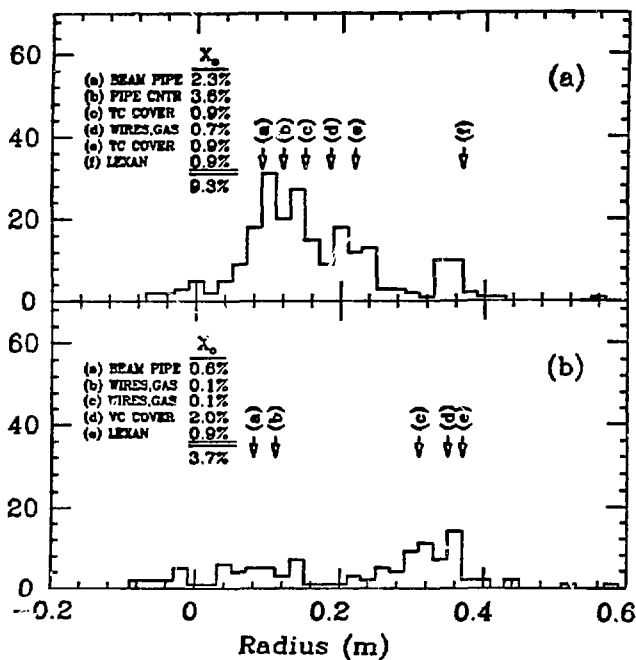 60
40
20
0
X₀
(a) BEAM PIPE 2.3%
(b) PIPE CNTR 3.6%
(c) TC COVER 0.9%
(d) WIRES,GAS 0.7%
(e) TC COVER 0.9%
(f) LEXAN 0.9%
9.3%
(a)
(a) (b) (c) (d) (e) (f)
60
40
20
0
X₀
(a) BEAM PIPE 0.6%
(b) WIRES,GAS 0.1%
(c) WIRES,GAS 0.1%
(d) VC COVER 2.0%
(e) LEXAN 0.9%
3.7%
(b)
(a) (b) (c) (d) (e)
-0.2 0 0.2 0.4 0.6
Radius (m)